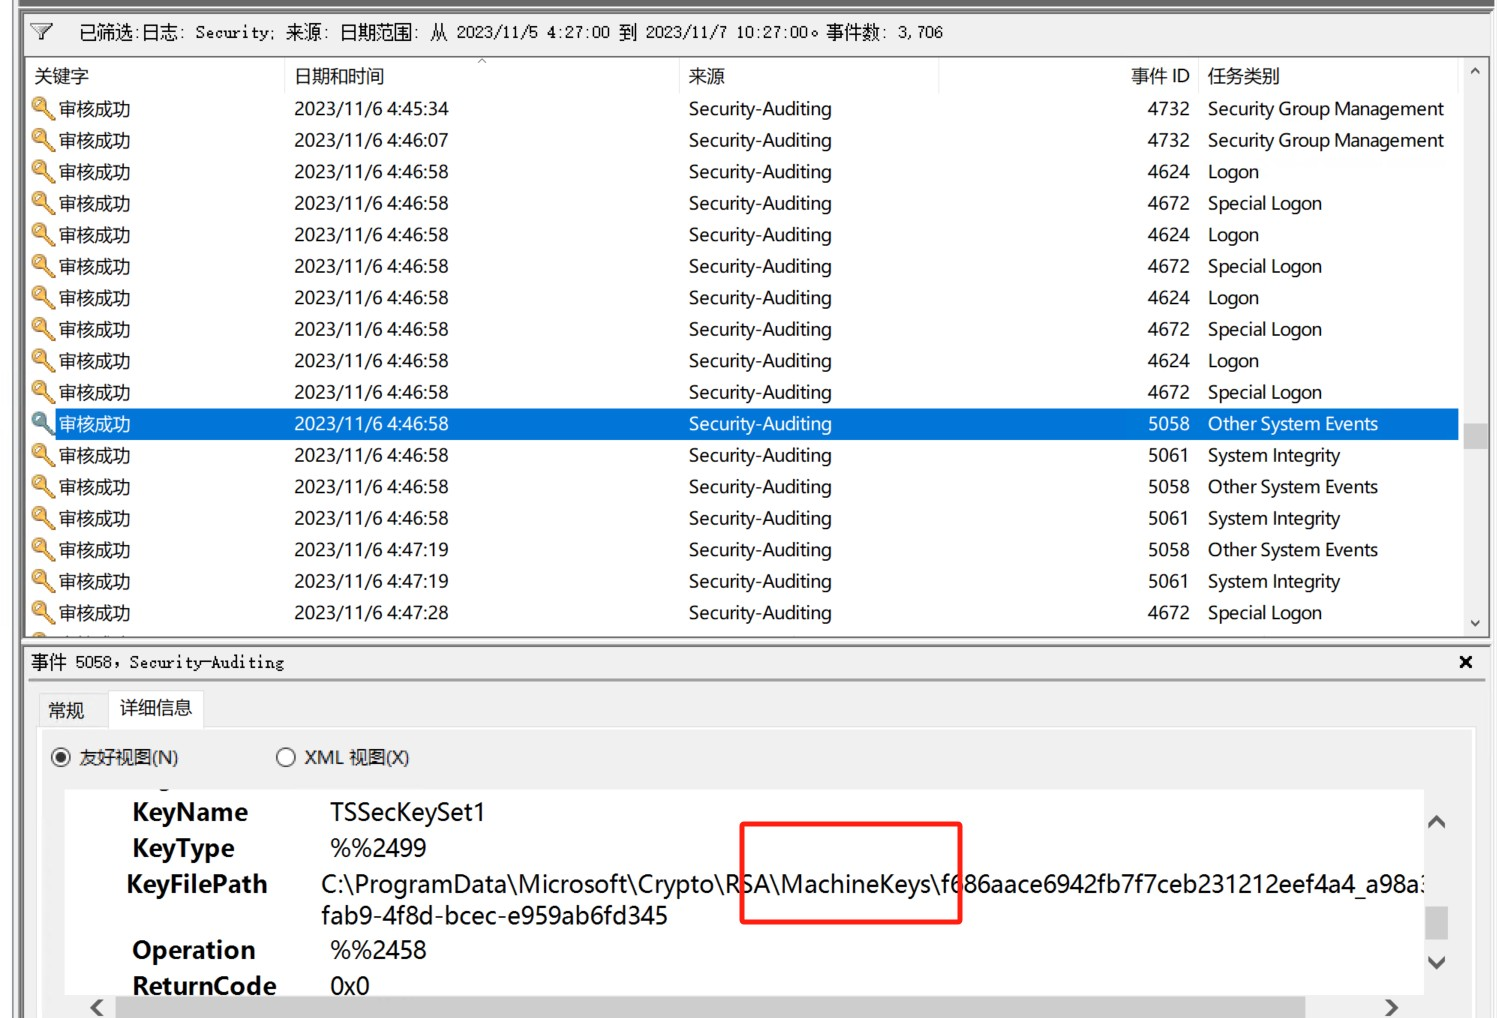 已筛选:日志: Security; 来源: 日期范围: 从 2023/11/5 4:27:00 到 2023/11/7 10:27:00。事件数: 3,706
关键字 日期和时间 来源 事件 ID 任务类别
审核成功 2023/11/6 4:45:34 Security-Auditing 4732 Security Group Management
审核成功 2023/11/6 4:46:07 Security-Auditing 4732 Security Group Management
审核成功 2023/11/6 4:46:58 Security-Auditing 4624 Logon
审核成功 2023/11/6 4:46:58 Security-Auditing 4672 Special Logon
审核成功 2023/11/6 4:46:58 Security-Auditing 4624 Logon
审核成功 2023/11/6 4:46:58 Security-Auditing 4672 Special Logon
审核成功 2023/11/6 4:46:58 Security-Auditing 4624 Logon
审核成功 2023/11/6 4:46:58 Security-Auditing 4672 Special Logon
审核成功 2023/11/6 4:46:58 Security-Auditing 4624 Logon
审核成功 2023/11/6 4:46:58 Security-Auditing 4672 Special Logon
审核成功 2023/11/6 4:46:58 Security-Auditing 5058 Other System Events
审核成功 2023/11/6 4:46:58 Security-Auditing 5061 System Integrity
审核成功 2023/11/6 4:46:58 Security-Auditing 5058 Other System Events
审核成功 2023/11/6 4:46:58 Security-Auditing 5061 System Integrity
审核成功 2023/11/6 4:47:19 Security-Auditing 5058 Other System Events
审核成功 2023/11/6 4:47:19 Security-Auditing 5061 System Integrity
审核成功 2023/11/6 4:47:28 Security-Auditing 4672 Special Logon
事件 5058，Security-Auditing
常规 详细信息
友好视图(N) XML 视图(X)
KeyName TSSecKeySet1
KeyType %%2499
KeyFilePath C:\ProgramData\Microsoft\Crypto\RSA\MachineKeys\f686aace6942fb7f7ceb231212eef4a4_a98a
fab9-4f8d-bcec-e959ab6fd345
Operation %%2458
ReturnCode 0x0